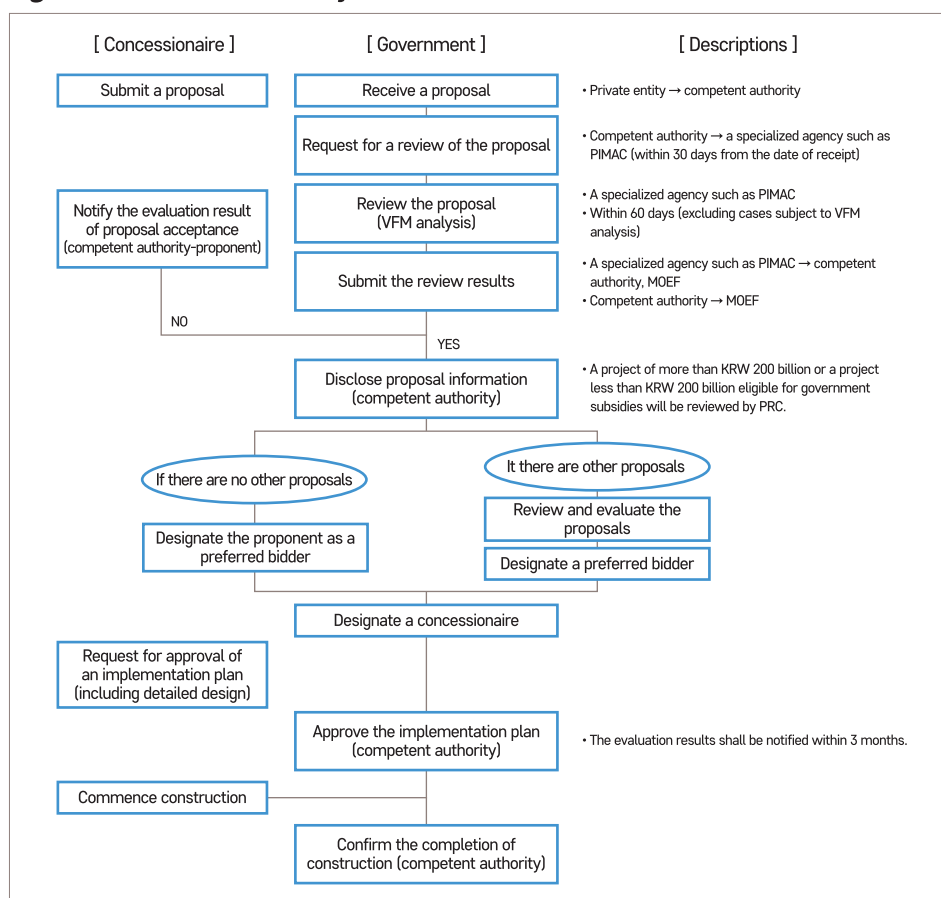 [ Concessionaire ]
[ Government ]
[ Descriptions ]
Submit a proposal
Receive a proposal
• Private entity → competent authority
Request for a review of the proposal
• Competent authority → a specialized agency such as
PIMAC (within 30 days from the date of receipt)
Notify the evaluation result
of proposal acceptance
(competent authority-proponent)
Review the proposal
(VFM analysis)
• A specialized agency such as PIMAC
• Within 60 days (excluding cases subject to VFM
analysis)
Submit the review results
• A specialized agency such as PIMAC → competent
authority, MOEF
• Competent authority → MOEF
NO
YES
Disclose proposal information
(competent authority)
• A project of more than KRW 200 billion or a project
less than KRW 200 billion eligible for government
subsidies will be reviewed by PRC.
If there are no other proposals
It there are other proposals
Designate the proponent as a
preferred bidder
Review and evaluate the
proposals
Designate a preferred bidder
Designate a concessionaire
Request for approval of
an implementation plan
(including detailed design)
Approve the implementation plan
(competent authority)
• The evaluation results shall be notified within 3 months.
Commence construction
Confirm the completion of
construction (competent authority)